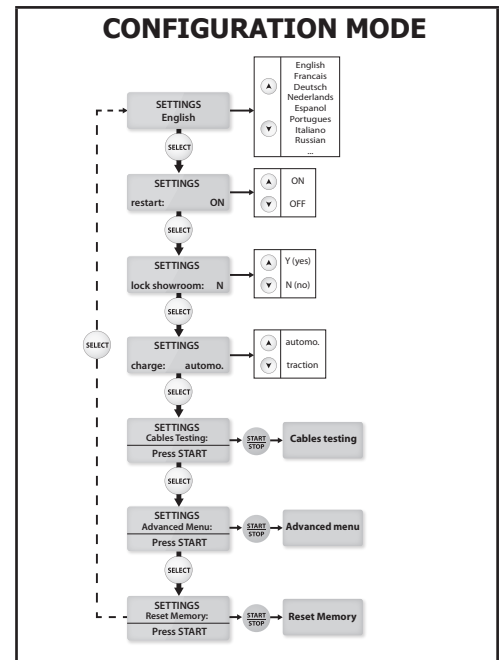 CONFIGURATION MODE
SETTINGS
English
English
Francais
Deutsch
Nederlands
Espanol
Portugues
Italiano
Russian
...
SELECT
SETTINGS
restart: ON
ON
OFF
SELECT
SETTINGS
lock showroom: N
Y (yes)
N (no)
SELECT
SELECT
SETTINGS
charge: automo.
automo.
traction
SELECT
SETTINGS
Cables Testing:
Press START
START
STOP
Cables testing
SELECT
SETTINGS
Advanced Menu:
Press START
START
STOP
Advanced menu
SELECT
SETTINGS
Reset Memory:
Press START
START
STOP
Reset Memory